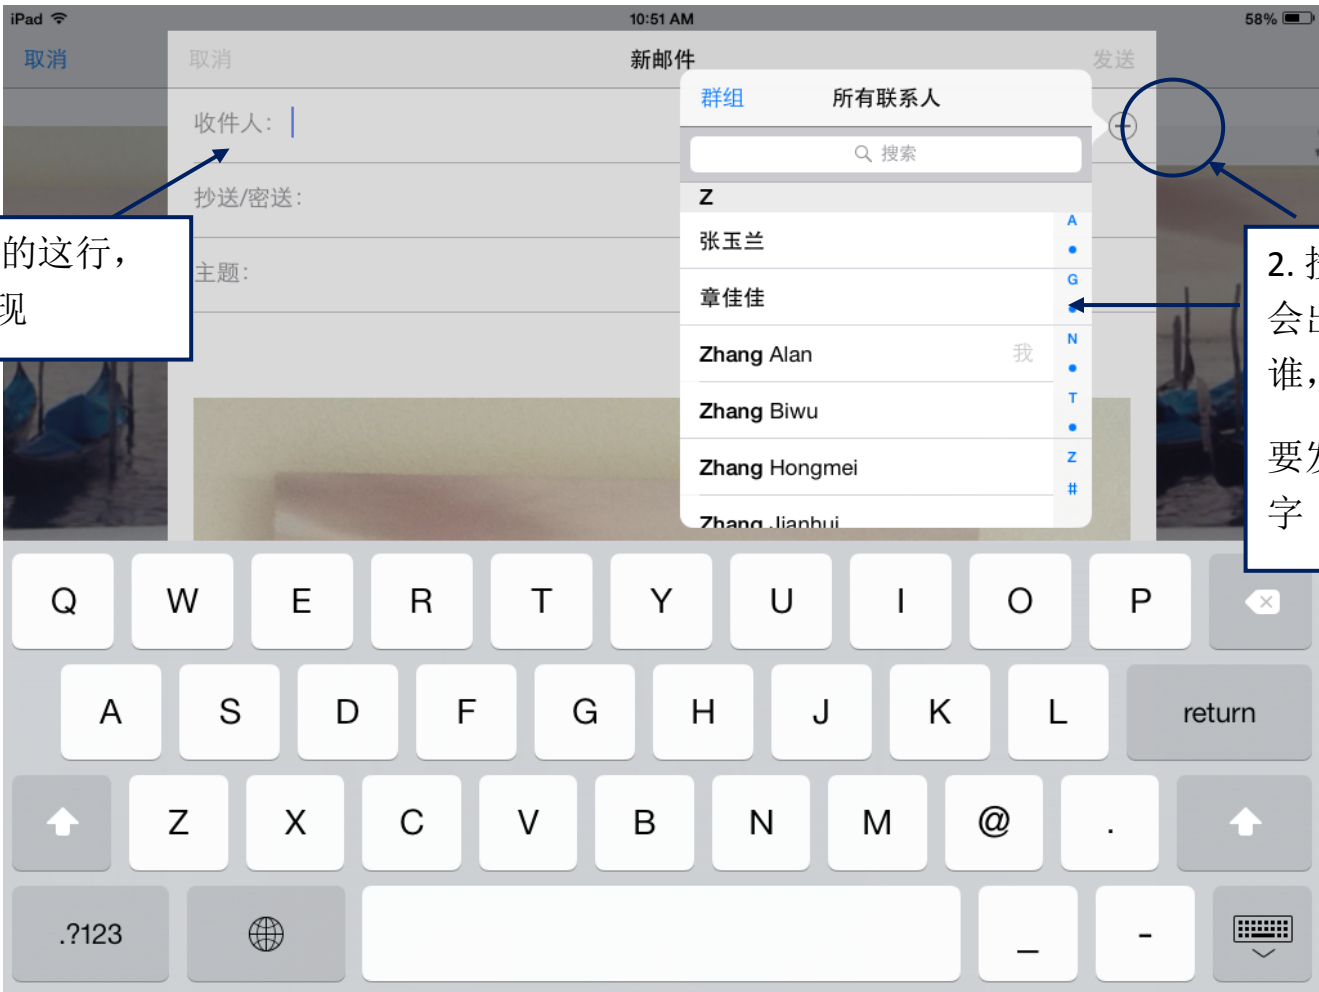 iPad 10:51 AM 58%
取消 取消 新邮件 发送
群组 所有联系人
收件人:
搜索
抄送/密送:
Z
张玉兰
A
的这行，
现
主题:
G
章佳佳
N
Zhang Alan 我
T
Zhang Biwu
Z
Zhang Hongmei
#
Zhang Jianhui
2.
会
谁，
要
字
Q W E R T Y U I O P
A S D F G H J K L return
Z X C V B N M @ .
.?123 _ -